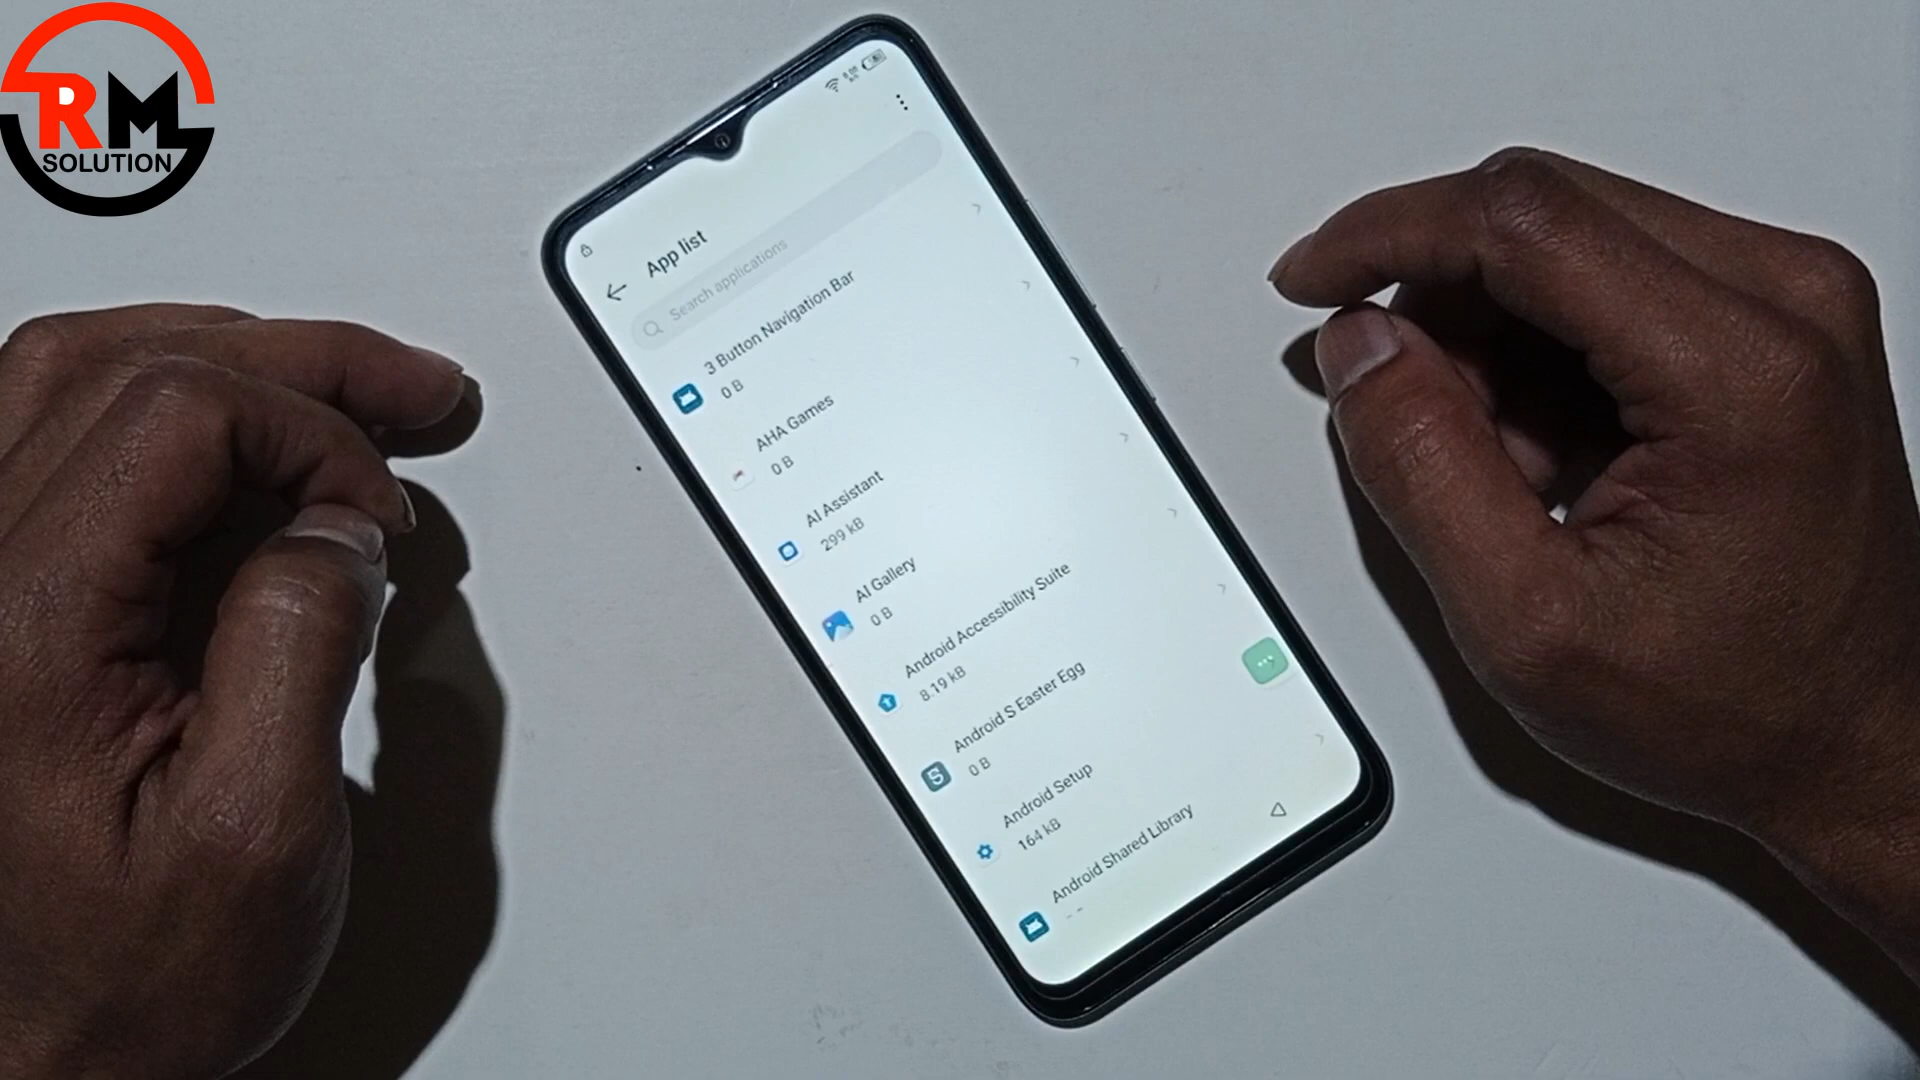 RM
SOLUTION
App list
Search applications
3 Button Navigation Bar
0 B
AHA Games
0 B
AI Assistant
299 kB
AI Gallery
0 B
Android Accessibility Suite
8.19 kB
Android S Easter Egg
S
0 B
Android Setup
164 kB
Android Shared Library